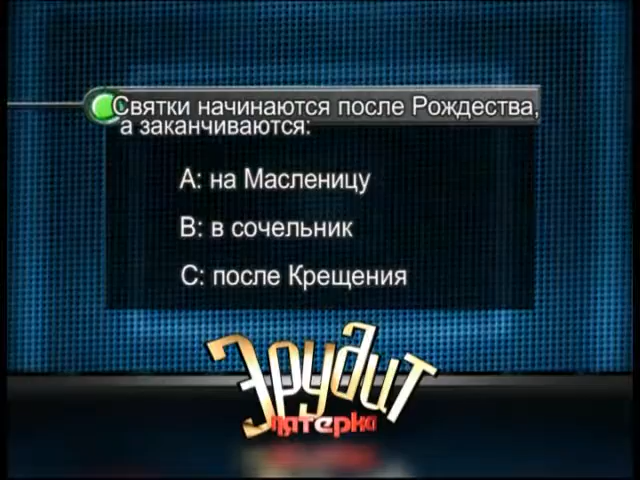 Святки начинаются после Рождества,
а заканчиваются:
А: на Масленицу
В: в сочельник
С: после Крещения
Эрудит
пятерка